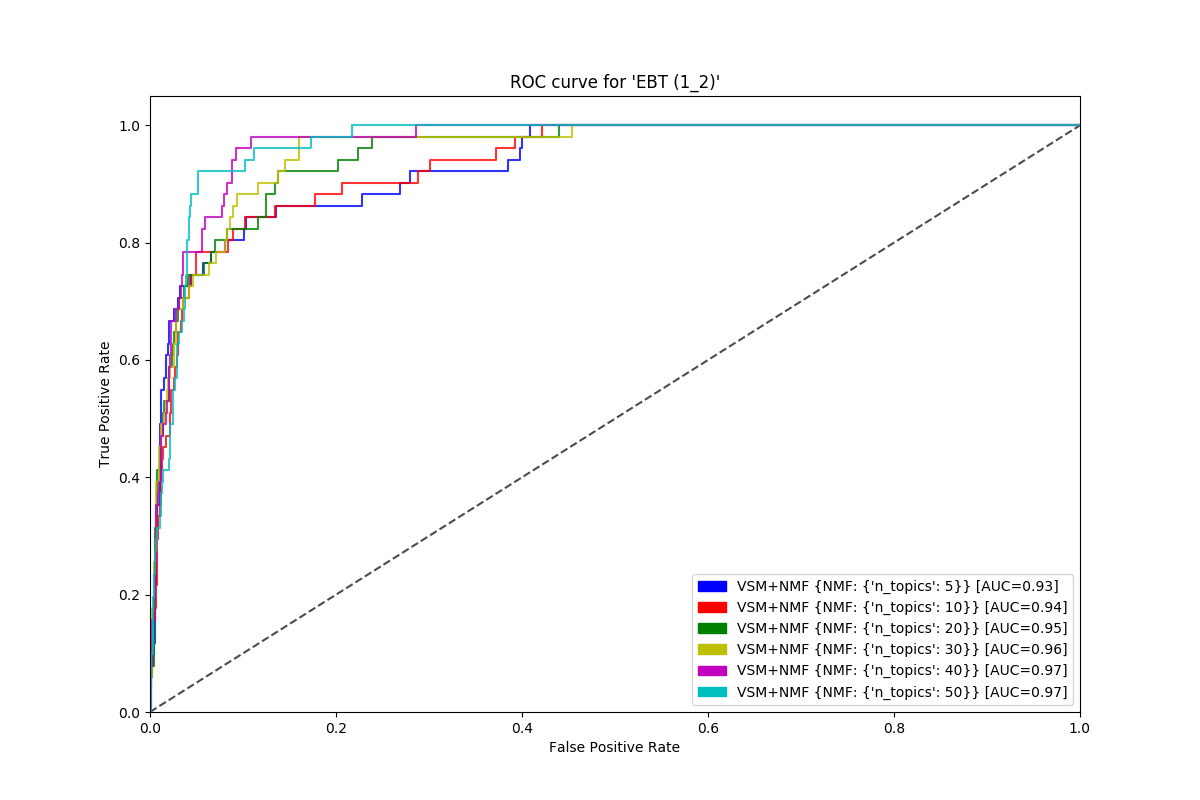 ROC curve for 'EBT (1_2)'
True Positive Rate
1.0
0.8
0.6
0.4
0.2
0.0
VSM+NMF {NMF: {'n_topics': 5}} [AUC=0.93]
VSM+NMF {NMF: {'n_topics': 10}} [AUC=0.94]
VSM+NMF {NMF: {'n_topics': 20}} [AUC=0.95]
VSM+NMF {NMF: {'n_topics': 30}} [AUC=0.96]
VSM+NMF {NMF: {'n_topics': 40}} [AUC=0.97]
VSM+NMF {NMF: {'n_topics': 50}} [AUC=0.97]
0.0 0.2 0.4 0.6 0.8 1.0
False Positive Rate